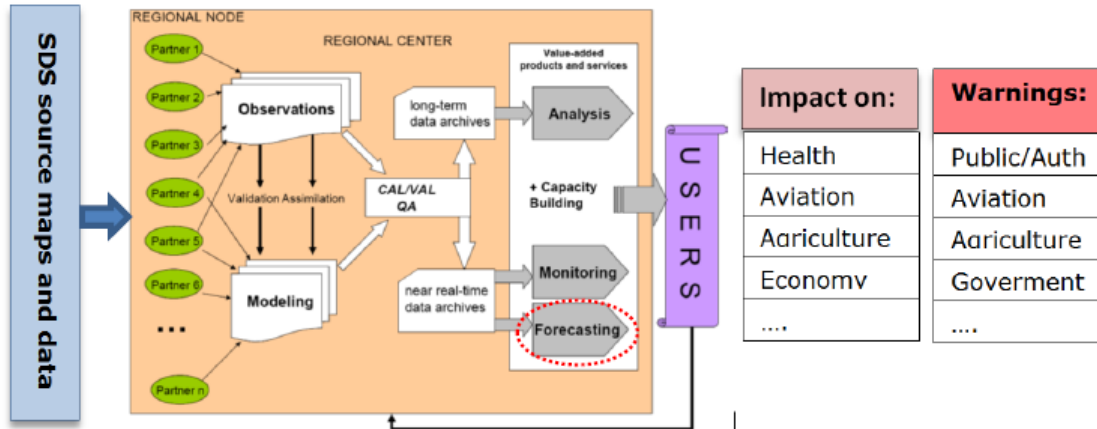 SDS source maps and data
REGIONAL NODE
REGIONAL CENTER
Partner 1
Partner 2
Partner 3
Partner 4
Partner 5
Partner 6
...
Partner n
Observations
Validation Assimilation
Modeling
CAL/VAL
QA
long-term
data archives
near real-time
data archives
Value-added
products and services
Analysis
+ Capacity
Building
Monitoring
Forecasting
USERS
Impact on:
Health
Aviation
Agriculture
Economy
....
Warnings:
Public/Auth
Aviation
Agriculture
Goverment
....